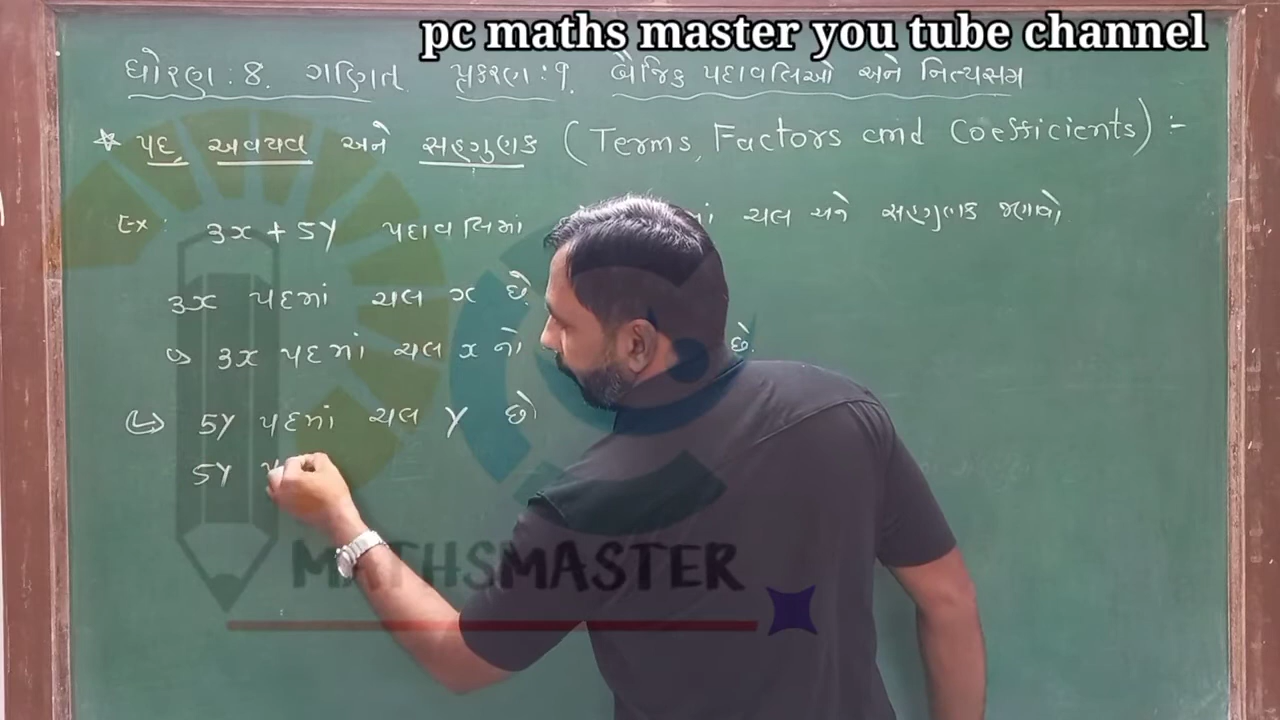 pc maths master you tube channel
ધોરણ : 8. ગણિત પ્રકરણ : 9. બૈજિક પદાવલિઓ અને નિત્યસમ
* પદ, અવયવ અને સહગુણક (Terms, Factors and Coefficients) :-
Ex : 3x + 5y પદાવલિમાં માં ચલ અને સહગુણક જણાવો
3x પદમાં ચલ x છે.
3x પદમાં ચલ x નો છે.
↳ 5y પદમાં ચલ y છે
5y
MATHSMASTER